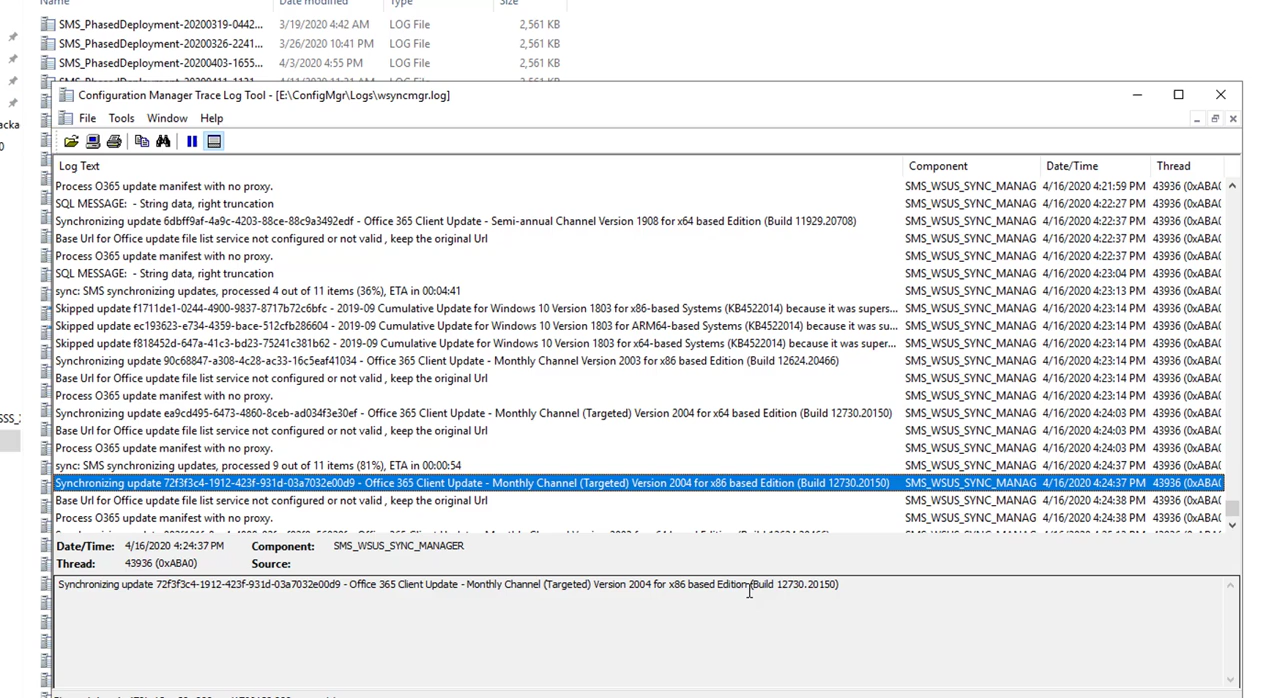 Name Date modified Type Size
SMS_PhasedDeployment-20200319-0442... 3/19/2020 4:42 AM LOG File 2,561 KB
SMS_PhasedDeployment-20200326-2241... 3/26/2020 10:41 PM LOG File 2,561 KB
SMS_PhasedDeployment-20200403-1655... 4/3/2020 4:55 PM LOG File 2,561 KB
SMS_PhasedDeployment-20200411-1131... 4/11/2020 11:31 AM LOG File 2,561 KB
Configuration Manager Trace Log Tool - [E:\ConfigMgr\Logs\wsyncmgr.log]
File Tools Window Help
acka
0
Log Text Component Date/Time Thread
Process O365 update manifest with no proxy. SMS_WSUS_SYNC_MANAG 4/16/2020 4:21:59 PM 43936 (0xABA(
SQL MESSAGE: - String data, right truncation SMS_WSUS_SYNC_MANAG 4/16/2020 4:22:27 PM 43936 (0xABA(
Synchronizing update 6dbff9af-4a9c-4203-88ce-88c9a3492edf - Office 365 Client Update - Semi-annual Channel Version 1908 for x64 based Edition (Build 11929.20708) SMS_WSUS_SYNC_MANAG 4/16/2020 4:22:37 PM 43936 (0xABA(
Base Url for Office update file list service not configured or not valid , keep the original Url SMS_WSUS_SYNC_MANAG 4/16/2020 4:22:37 PM 43936 (0xABA(
Process O365 update manifest with no proxy. SMS_WSUS_SYNC_MANAG 4/16/2020 4:22:37 PM 43936 (0xABA(
SQL MESSAGE: - String data, right truncation SMS_WSUS_SYNC_MANAG 4/16/2020 4:23:04 PM 43936 (0xABA(
sync: SMS synchronizing updates, processed 4 out of 11 items (36%), ETA in 00:04:41 SMS_WSUS_SYNC_MANAG 4/16/2020 4:23:13 PM 43936 (0xABA(
Skipped update f1711de1-0244-4900-9837-8717b72c6bfc - 2019-09 Cumulative Update for Windows 10 Version 1803 for x86-based Systems (KB4522014) because it was supers... SMS_WSUS_SYNC_MANAG 4/16/2020 4:23:14 PM 43936 (0xABA(
Skipped update ec193623-e734-4359-bace-512cfb286604 - 2019-09 Cumulative Update for Windows 10 Version 1803 for ARM64-based Systems (KB4522014) because it was su... SMS_WSUS_SYNC_MANAG 4/16/2020 4:23:14 PM 43936 (0xABA(
Skipped update f818452d-647a-41c3-bd23-75241c381b62 - 2019-09 Cumulative Update for Windows 10 Version 1803 for x64-based Systems (KB4522014) because it was super... SMS_WSUS_SYNC_MANAG 4/16/2020 4:23:14 PM 43936 (0xABA(
Synchronizing update 90c68847-a308-4c28-ac33-16c5eaf41034 - Office 365 Client Update - Monthly Channel Version 2003 for x86 based Edition (Build 12624.20466) SMS_WSUS_SYNC_MANAG 4/16/2020 4:23:14 PM 43936 (0xABA(
Base Url for Office update file list service not configured or not valid , keep the original Url SMS_WSUS_SYNC_MANAG 4/16/2020 4:23:14 PM 43936 (0xABA(
Process O365 update manifest with no proxy. SMS_WSUS_SYNC_MANAG 4/16/2020 4:23:14 PM 43936 (0xABA(
Synchronizing update ea9cd495-6473-4860-8ceb-ad034f3e30ef - Office 365 Client Update - Monthly Channel (Targeted) Version 2004 for x64 based Edition (Build 12730.20150) SMS_WSUS_SYNC_MANAG 4/16/2020 4:24:03 PM 43936 (0xABA(
SSS_
Base Url for Office update file list service not configured or not valid , keep the original Url SMS_WSUS_SYNC_MANAG 4/16/2020 4:24:03 PM 43936 (0xABA(
Process O365 update manifest with no proxy. SMS_WSUS_SYNC_MANAG 4/16/2020 4:24:03 PM 43936 (0xABA(
sync: SMS synchronizing updates, processed 9 out of 11 items (81%), ETA in 00:00:54 SMS_WSUS_SYNC_MANAG 4/16/2020 4:24:37 PM 43936 (0xABA(
Synchronizing update 72f3f3c4-1912-423f-931d-03a7032e00d9 - Office 365 Client Update - Monthly Channel (Targeted) Version 2004 for x86 based Edition (Build 12730.20150) SMS_WSUS_SYNC_MANAG 4/16/2020 4:24:37 PM 43936 (0xABA(
Base Url for Office update file list service not configured or not valid , keep the original Url SMS_WSUS_SYNC_MANAG 4/16/2020 4:24:38 PM 43936 (0xABA(
Process O365 update manifest with no proxy. SMS_WSUS_SYNC_MANAG 4/16/2020 4:24:38 PM 43936 (0xABA(
Date/Time: 4/16/2020 4:24:37 PM Component: SMS_WSUS_SYNC_MANAGER
Thread: 43936 (0xABA0) Source:
Synchronizing update 72f3f3c4-1912-423f-931d-03a7032e00d9 - Office 365 Client Update - Monthly Channel (Targeted) Version 2004 for x86 based Edition (Build 12730.20150)